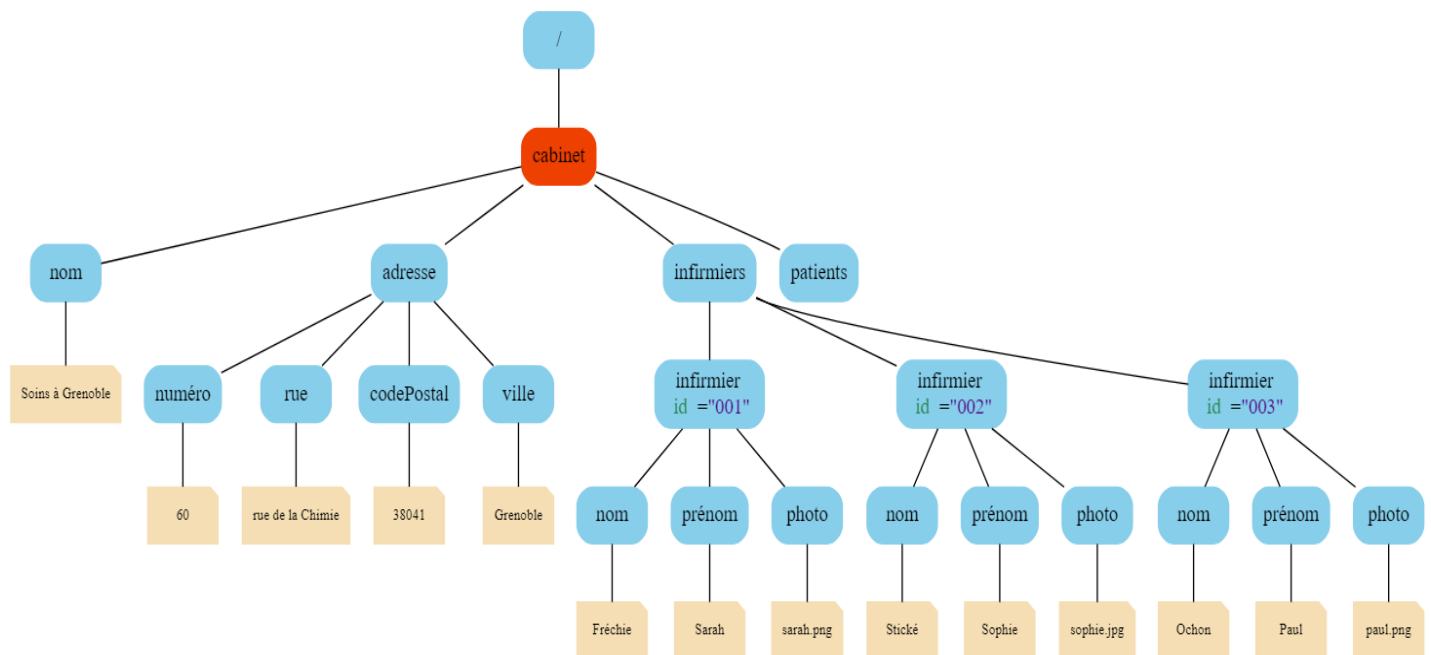 /
cabinet
nom
adresse
infirmiers
patients
Soins à Grenoble
numéro
rue
codePostal
ville
infirmier
id ="001"
infirmier
id ="002"
infirmier
id ="003"
60
rue de la Chimie
38041
Grenoble
nom
prénom
photo
nom
prénom
photo
nom
prénom
photo
Fréchie
Sarah
sarah.png
Stické
Sophie
sophie.jpg
Ochon
Paul
paul.png